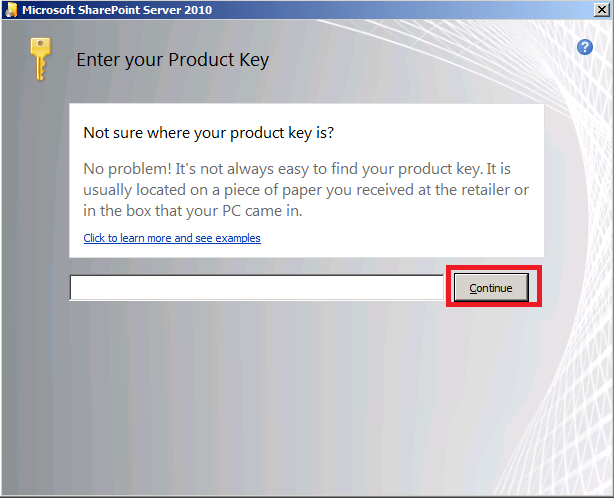 Microsoft SharePoint Server 2010
Enter your Product Key
Not sure where your product key is?
No problem! It's not always easy to find your product key. It is
usually located on a piece of paper you received at the retailer or
in the box that your PC came in.
Click to learn more and see examples
Continue